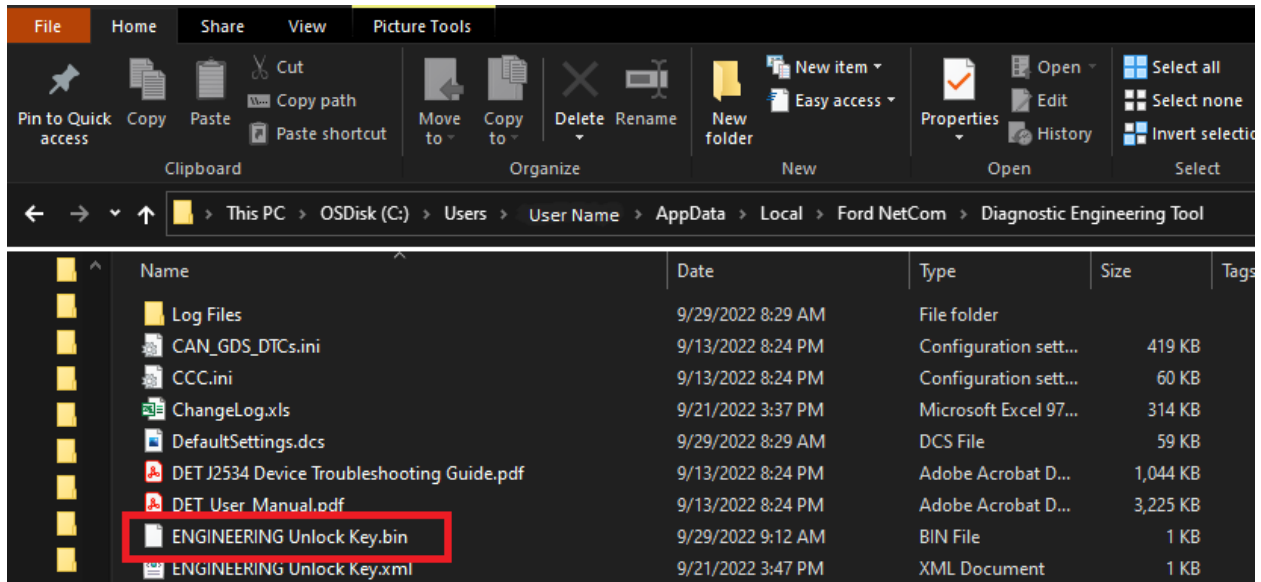 File Home Share View Picture Tools
Pin to Quick access
Copy
Paste
Cut
Copy path
Paste shortcut
Clipboard
Move to
Copy to
Delete
Rename
Organize
New folder
New item
Easy access
New
Properties
Open
Edit
History
Open
Select all
Select none
Invert selectio
Select
This PC > OSDisk (C:) > Users > User Name > AppData > Local > Ford NetCom > Diagnostic Engineering Tool
Name Date Type Size Tags
Log Files 9/29/2022 8:29 AM File folder
CAN_GDS_DTCs.ini 9/13/2022 8:24 PM Configuration sett... 419 KB
CCC.ini 9/13/2022 8:24 PM Configuration sett... 60 KB
ChangeLog.xls 9/21/2022 3:37 PM Microsoft Excel 97... 314 KB
DefaultSettings.dcs 9/29/2022 8:29 AM DCS File 59 KB
DET J2534 Device Troubleshooting Guide.pdf 9/13/2022 8:24 PM Adobe Acrobat D... 1,044 KB
DET_User_Manual.pdf 9/13/2022 8:24 PM Adobe Acrobat D... 3,225 KB
ENGINEERING Unlock Key.bin 9/29/2022 9:12 AM BIN File 1 KB
ENGINEERING Unlock Key.xml 9/21/2022 3:47 PM XML Document 1 KB